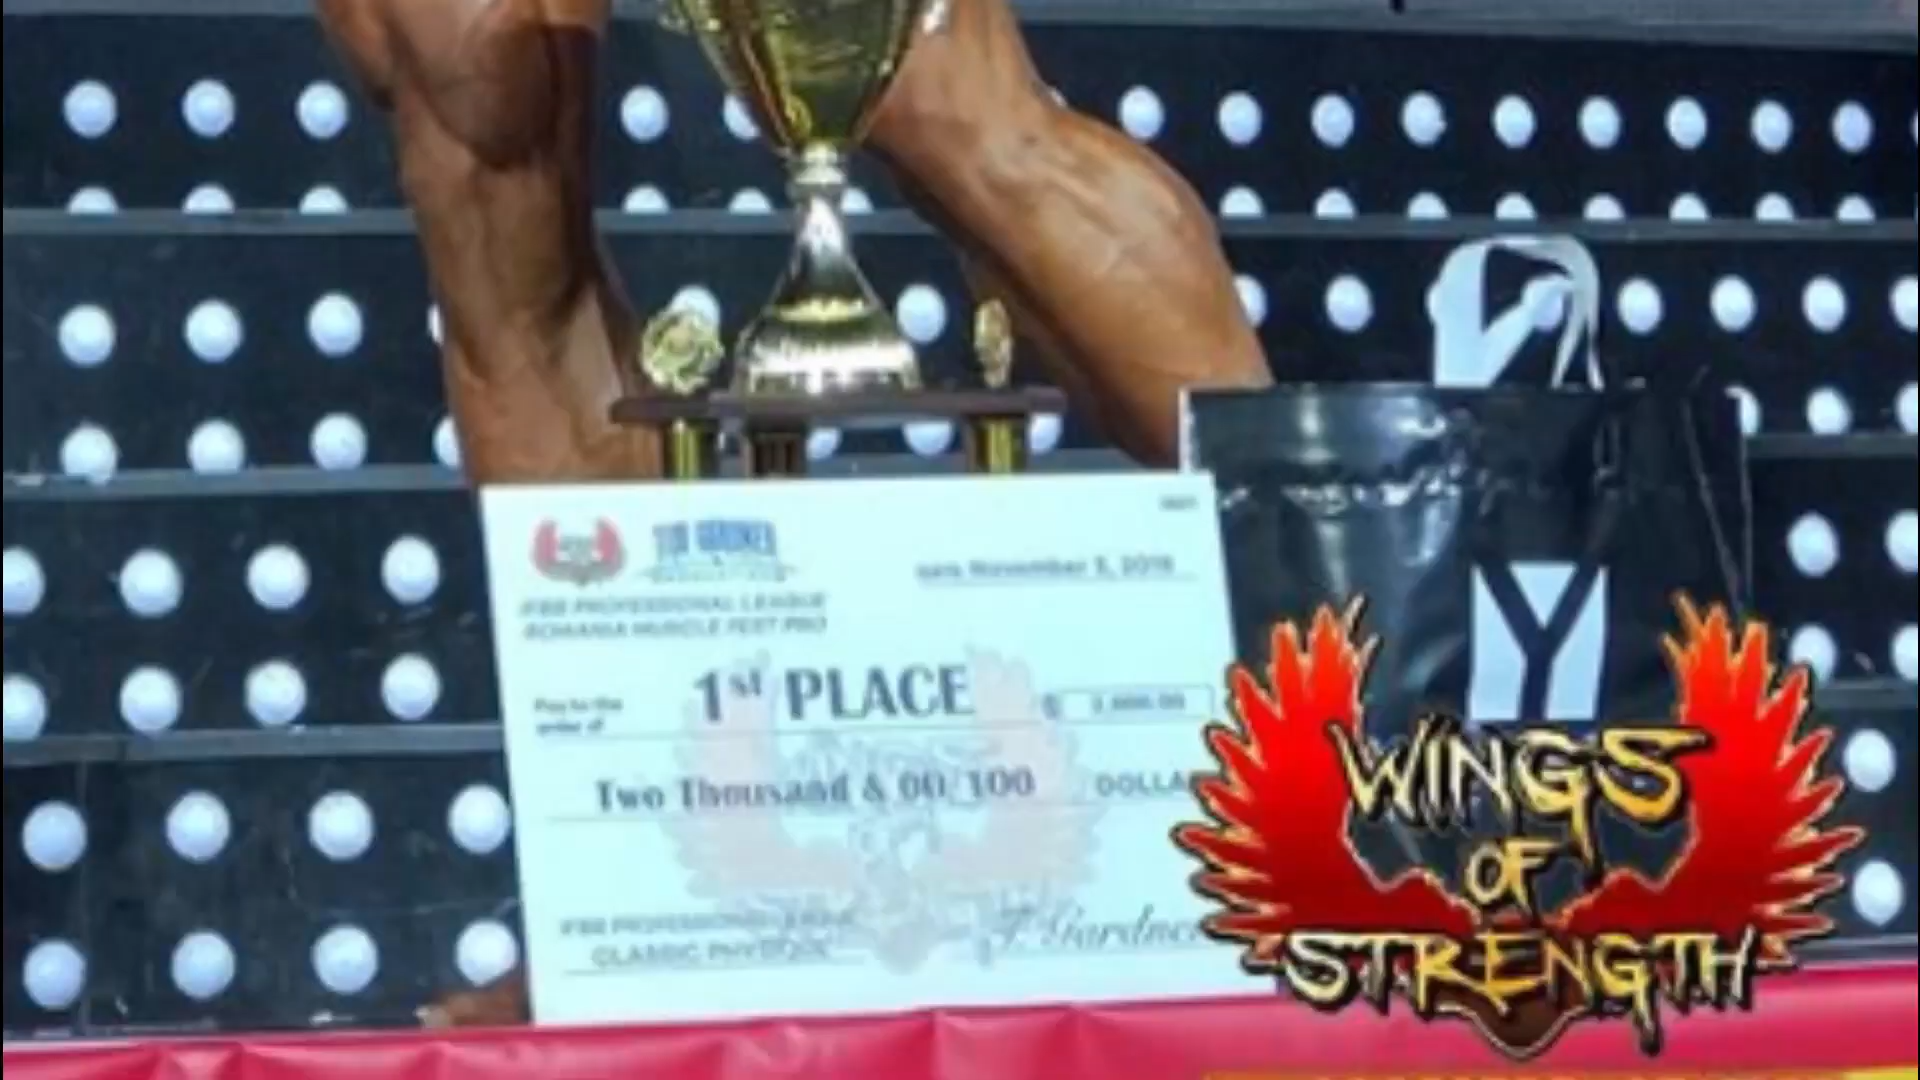 TIM GARDNER
DATE November 3, 2018
IFBB PROFESSIONAL LEAGUE
ROMANIA MUSCLE FEST PRO
Pay to the
order of
1st PLACE
$ 2,000.00
Two Thousand & 00/100
DOLLA
IFBB PROFESSIONAL LEAGUE
CLASSIC PHYSIQUE
T. Gardner
Y
WINGS
OF
STRENGTH